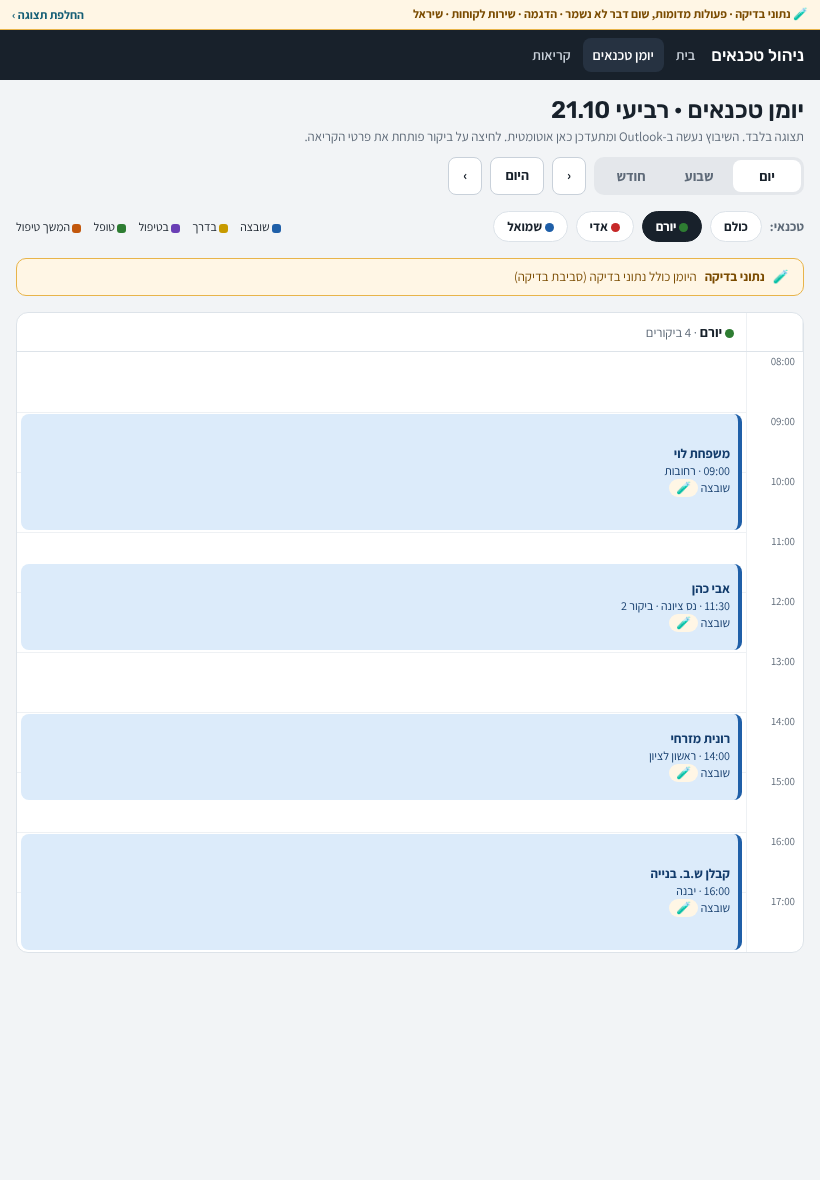 🧪 נתוני בדיקה · פעולות מדומות, שום דבר לא נשמר · הדגמה · שירות לקוחות · שיראל
החלפת תצוגה ›
ניהול טכנאים
בית
יומן טכנאים
קריאות
יומן טכנאים • רביעי 21.10
תצוגה בלבד. השיבוץ נעשה ב-Outlook ומתעדכן כאן אוטומטית. לחיצה על ביקור פותחת את פרטי הקריאה.
יום
שבוע
חודש
‹
היום
›
טכנאי:
כולם
יורם
אדי
שמואל
שובצה
בדרך
בטיפול
טופל
המשך טיפול
🧪 נתוני בדיקה היומן כולל נתוני בדיקה (סביבת בדיקה)
יורם · 4 ביקורים
08:00
09:00
משפחת לוי
09:00 · רחובות
10:00
שובצה 🧪
11:00
אבי כהן
12:00
11:30 · נס ציונה · ביקור 2
שובצה 🧪
13:00
14:00
רונית מזרחי
14:00 · ראשון לציון
שובצה 🧪
15:00
16:00
קבלן ש.ב. בנייה
16:00 · יבנה
17:00
שובצה 🧪